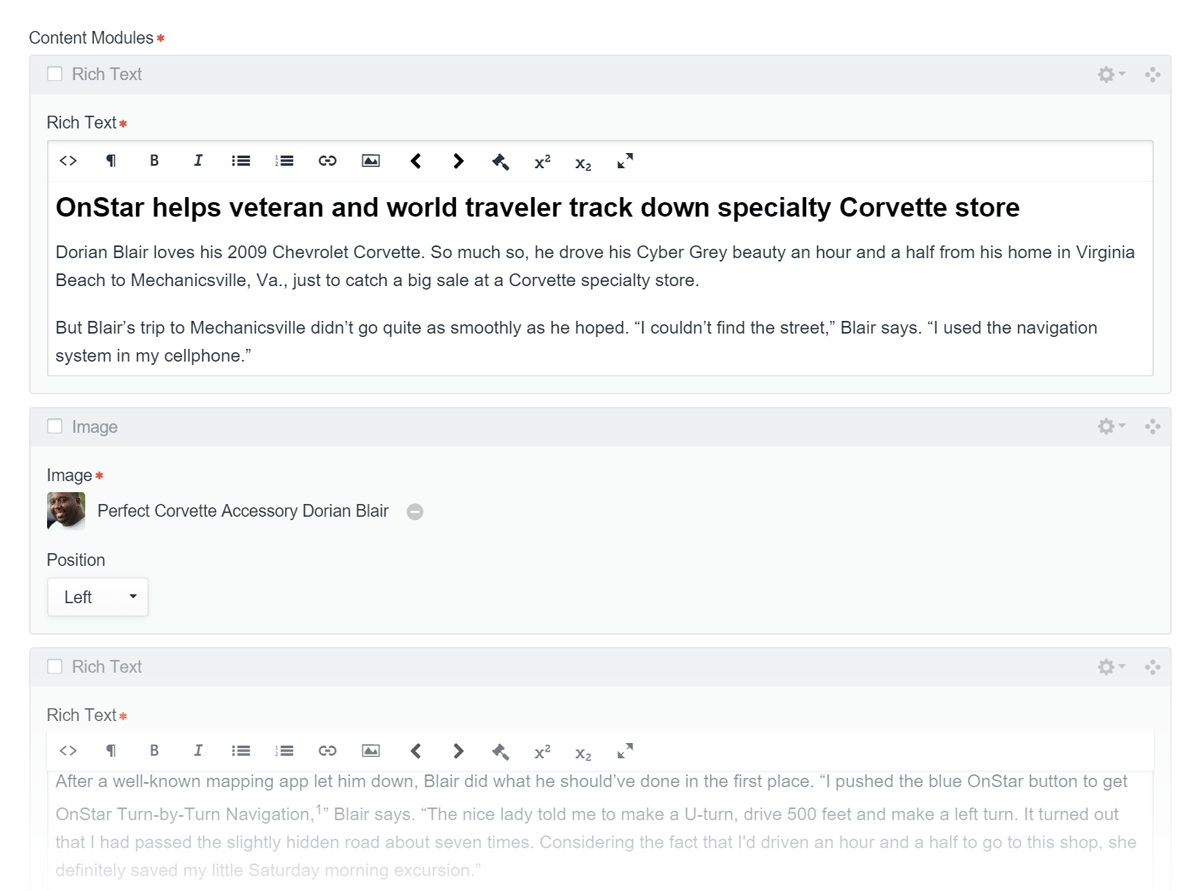 Content Modules*
Rich Text
Rich Text*
<> ¶ B I x² x₂
OnStar helps veteran and world traveler track down specialty Corvette store
Dorian Blair loves his 2009 Chevrolet Corvette. So much so, he drove his Cyber Grey beauty an hour and a half from his home in Virginia
Beach to Mechanicsville, Va., just to catch a big sale at a Corvette specialty store.
But Blair’s trip to Mechanicsville didn’t go quite as smoothly as he hoped. “I couldn’t find the street,” Blair says. “I used the navigation
system in my cellphone.”
Image
Image*
Perfect Corvette Accessory Dorian Blair
Position
Left
Rich Text
Rich Text*
<> ¶ B I x² x₂
After a well-known mapping app let him down, Blair did what he should’ve done in the first place. “I pushed the blue OnStar button to get
OnStar Turn-by-Turn Navigation,¹” Blair says. “The nice lady told me to make a U-turn, drive 500 feet and make a left turn. It turned out
that I had passed the slightly hidden road about seven times. Considering the fact that I'd driven an hour and a half to go to this shop, she
definitely saved my little Saturday morning excursion.”